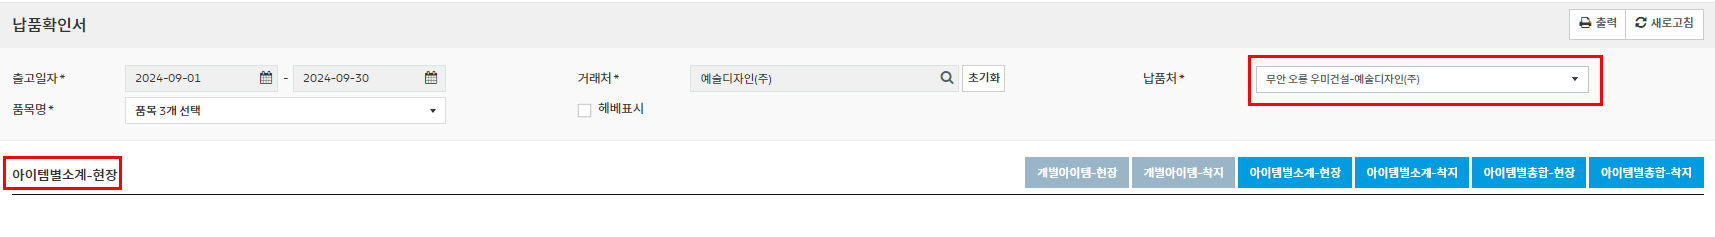 납품확인서
출력 새로고침
출고일자* 2024-09-01 - 2024-09-30 거래처* 예술디자인(주) 초기화 납품처* 무안 오룡 우미건설-예술디자인(주)
품목명* 품목 3개 선택 헤베표시
아이템별소계-현장 개별아이템-현장 개별아이템-착지 아이템별소계-현장 아이템별소계-착지 아이템별총합-현장 아이템별총합-착지